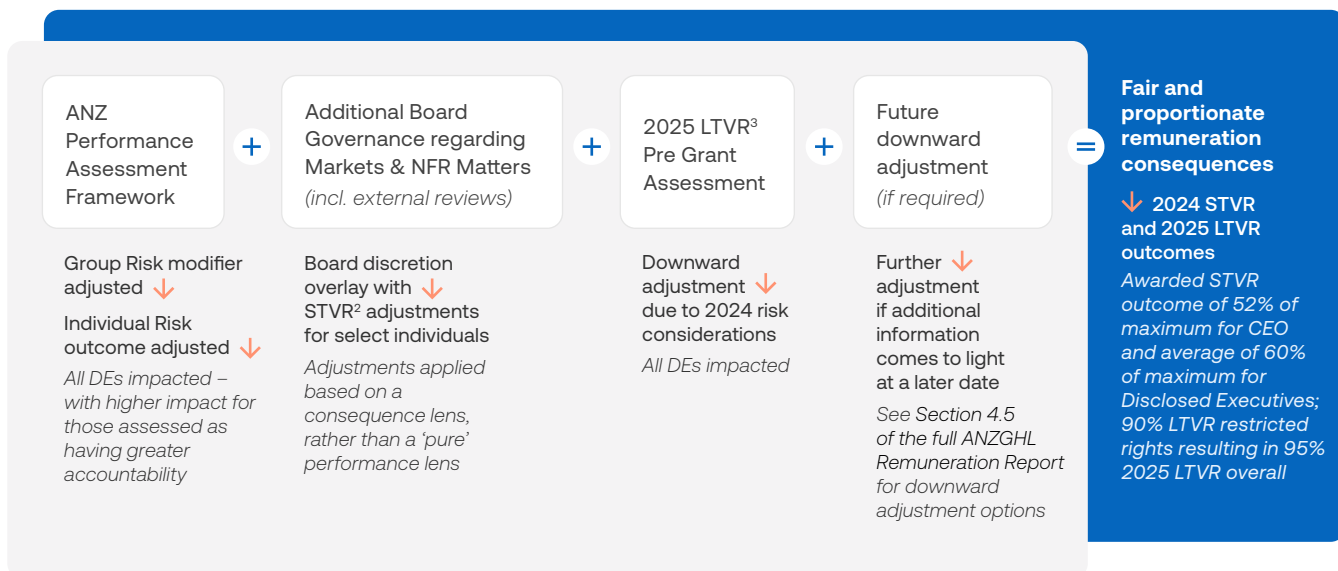 ANZ
Performance
Assessment
Framework
+
Additional Board
Governance regarding
Markets & NFR Matters
(incl. external reviews)
+
2025 LTVR³
Pre Grant
Assessment
+
Future
downward
adjustment
(if required)
=
Group Risk modifier
adjusted ↓
Individual Risk
outcome adjusted ↓
All DEs impacted –
with higher impact for
those assessed as
having greater
accountability
Board discretion
overlay with ↓
STVR² adjustments
for select individuals
Adjustments applied
based on a
consequence lens,
rather than a ‘pure’
performance lens
Downward
adjustment ↓
due to 2024 risk
considerations
All DEs impacted
Further ↓
adjustment
if additional
information
comes to light
at a later date
See Section 4.5
of the full ANZGHL
Remuneration Report
for downward
adjustment options
Fair and
proportionate
remuneration
consequences
↓ 2024 STVR
and 2025 LTVR
outcomes
Awarded STVR
outcome of 52% of
maximum for CEO
and average of 60%
of maximum for
Disclosed Executives;
90% LTVR restricted
rights resulting in 95%
2025 LTVR overall